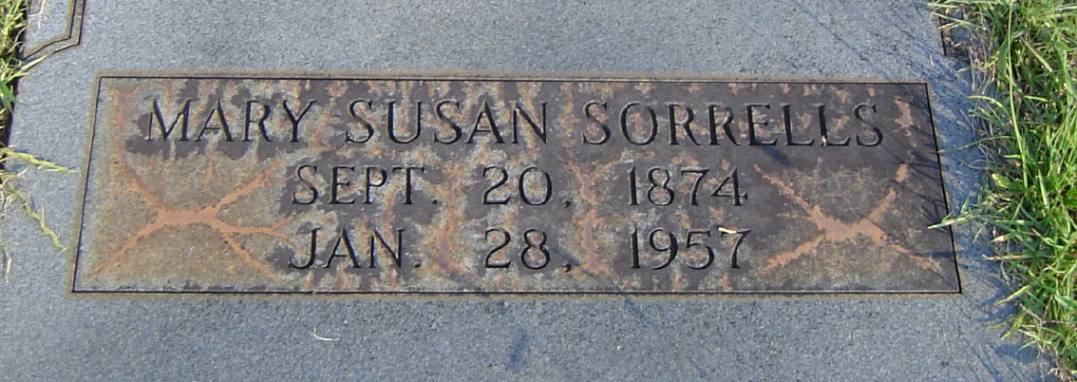 MARY SUSAN SORRELLS
SEPT. 20, 1874
JAN. 28, 1957